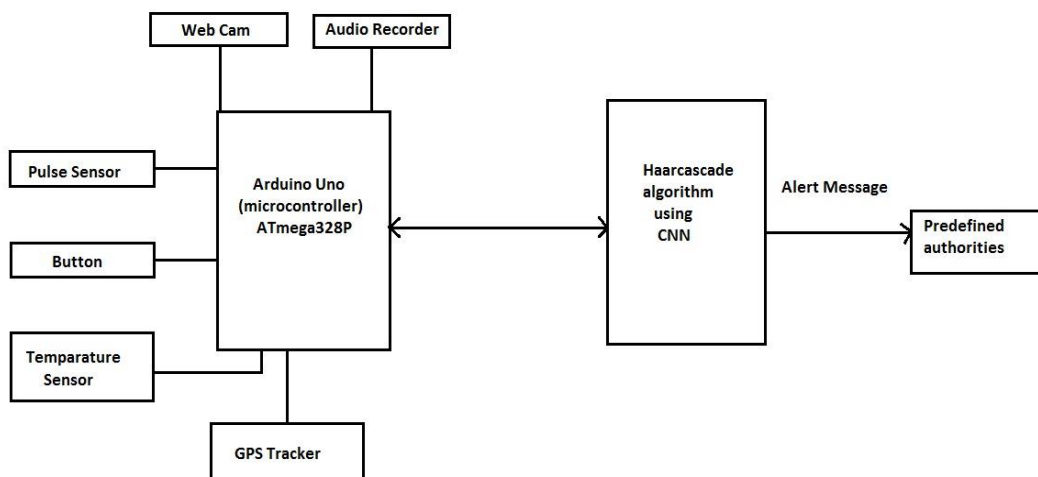 Web Cam
Audio Recorder
Pulse Sensor
Arduino Uno
(microcontroller)
ATmega328P
Haarcascade
algorithm
using
CNN
Alert Message
Predefined
authorities
Button
Temparature
Sensor
GPS Tracker